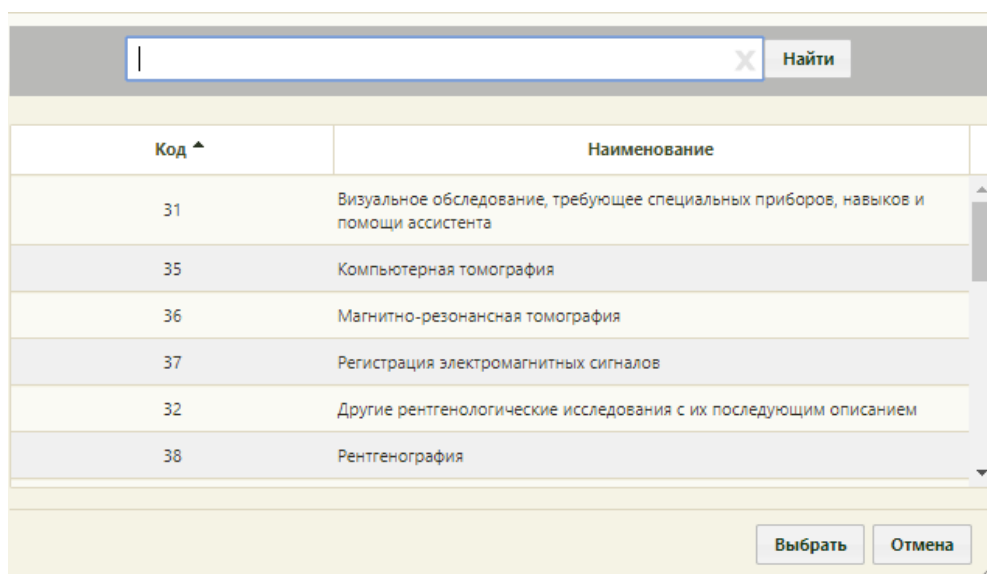 Найти
Код Наименование
31 Визуальное обследование, требующее специальных приборов, навыков и
помощи ассистента
35 Компьютерная томография
36 Магнитно-резонансная томография
37 Регистрация электромагнитных сигналов
32 Другие рентгенологические исследования с их последующим описанием
38 Рентгенография
Выбрать Отмена